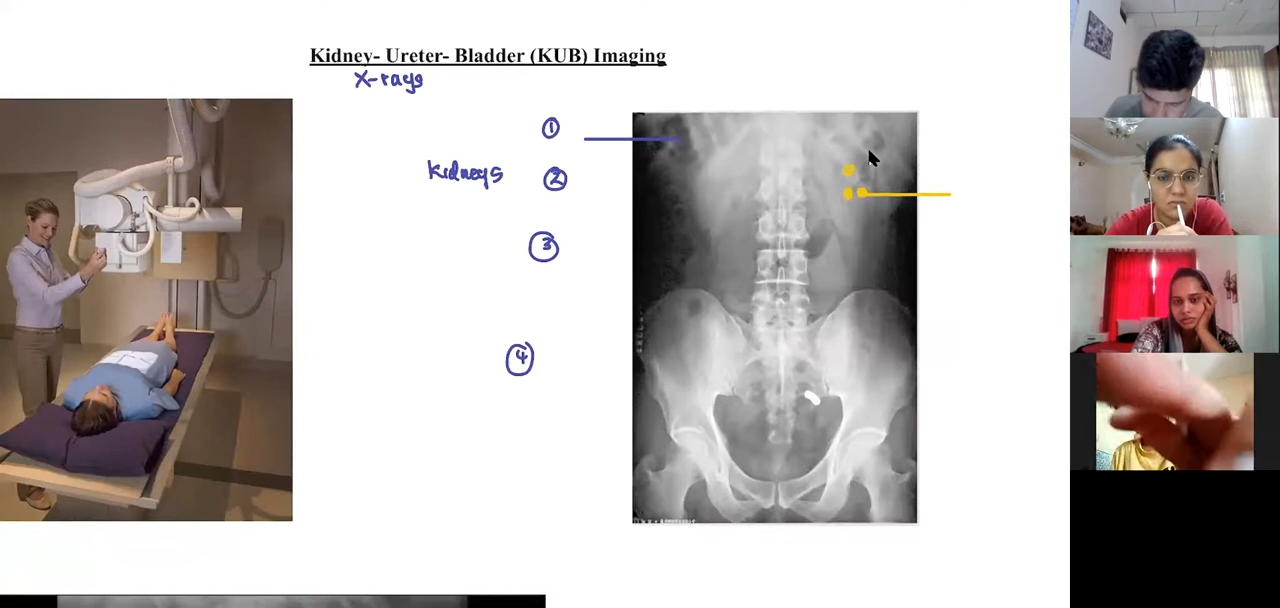 Kidney- Ureter- Bladder (KUB) Imaging
X-rays
①
Kidneys ②
③
④